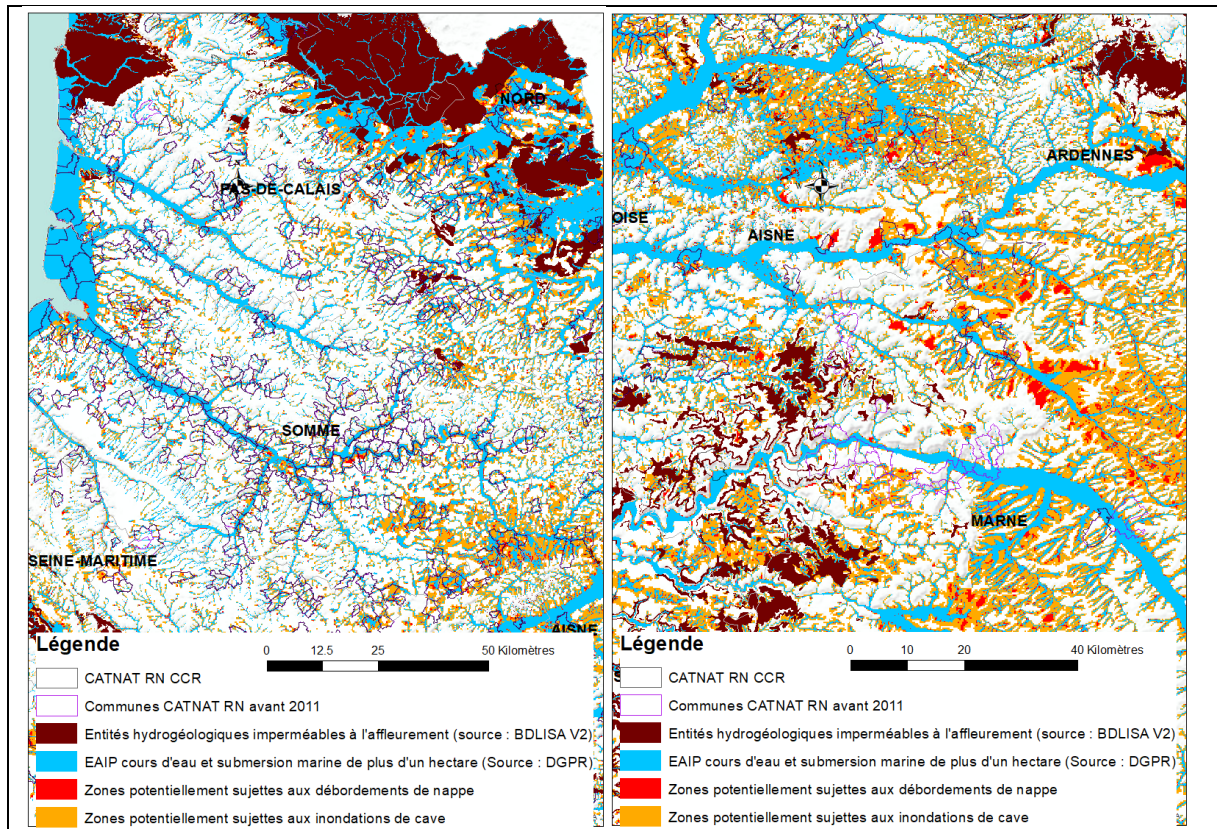 NORD
PAS-DE-CALAIS
SOMME
SEINE-MARITIME
AISNE
Légende
0 12.5 25 50 Kilomètres
CATNAT RN CCR
Communes CATNAT RN avant 2011
Entités hydrogéologiques imperméables à l'affleurement (source : BDLISA V2)
EAIP cours d'eau et submersion marine de plus d'un hectare (Source : DGPR)
Zones potentiellement sujettes aux débordements de nappe
Zones potentiellement sujettes aux inondations de cave
ARDENNES
OISE
AISNE
MARNE
Légende
0 10 20 40 Kilomètres
CATNAT RN CCR
Communes CATNAT RN avant 2011
Entités hydrogéologiques imperméables à l'affleurement (source : BDLISA V2)
EAIP cours d'eau et submersion marine de plus d'un hectare (Source : DGPR)
Zones potentiellement sujettes aux débordements de nappe
Zones potentiellement sujettes aux inondations de cave